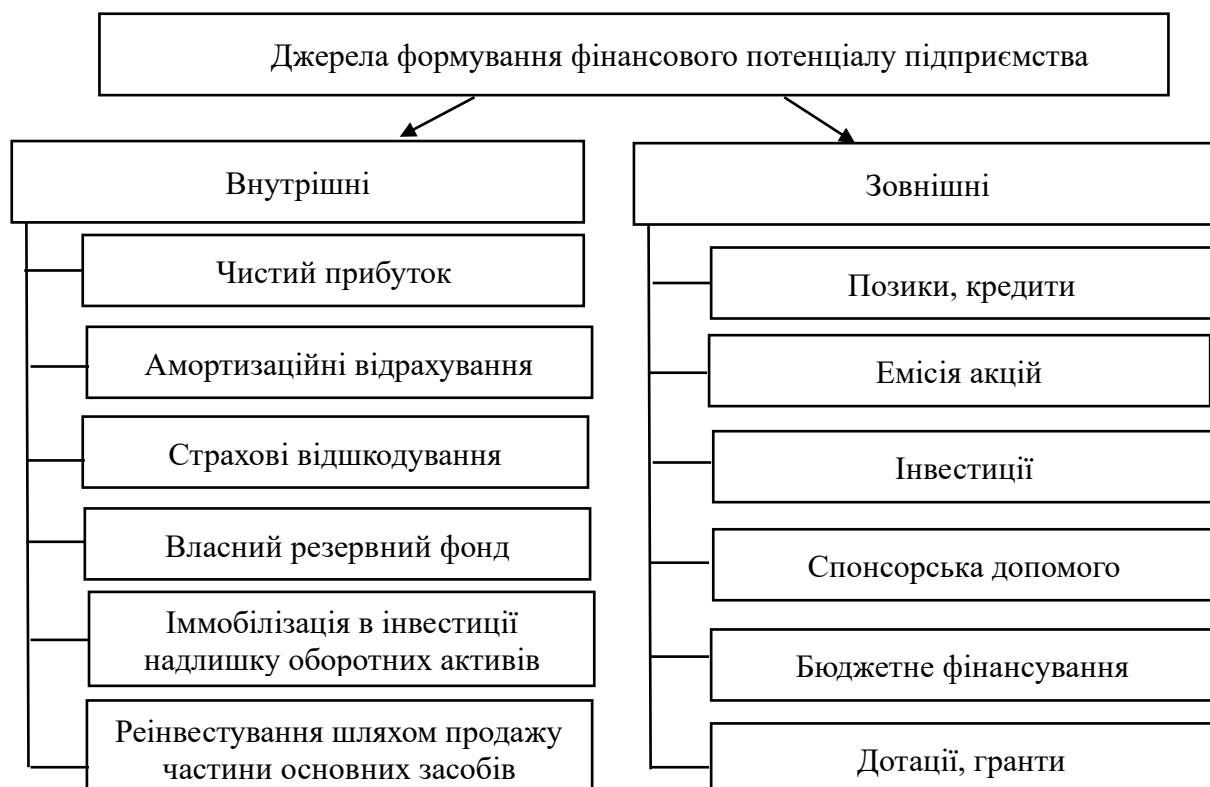 Джерела формування фінансового потенціалу підприємства
Внутрішні
Чистий прибуток
Амортизаційні відрахування
Страхові відшкодування
Власний резервний фонд
Іммобілізація в інвестиції
надлишку оборотних активів
Реінвестування шляхом продажу
частини основних засобів
Зовнішні
Позики, кредити
Емісія акцій
Інвестиції
Спонсорська допомого
Бюджетне фінансування
Дотації, гранти